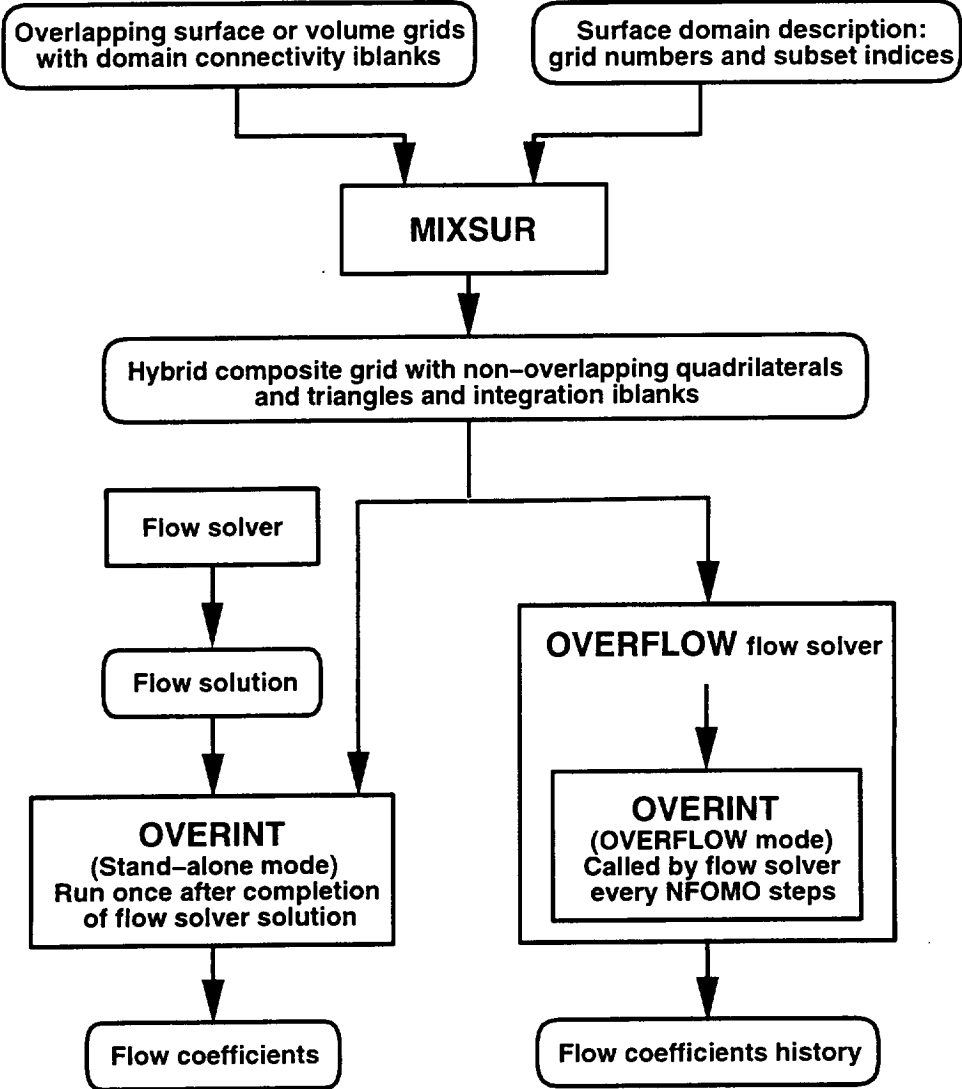 Overlapping surface or volume grids
with domain connectivity iblanks
Surface domain description:
grid numbers and subset indices
MIXSUR
Hybrid composite grid with non–overlapping quadrilaterals
and triangles and integration iblanks
Flow solver
Flow solution
OVERINT
(Stand–alone mode)
Run once after completion
of flow solver solution
Flow coefficients
OVERFLOW flow solver
OVERINT
(OVERFLOW mode)
Called by flow solver
every NFOMO steps
Flow coefficients history